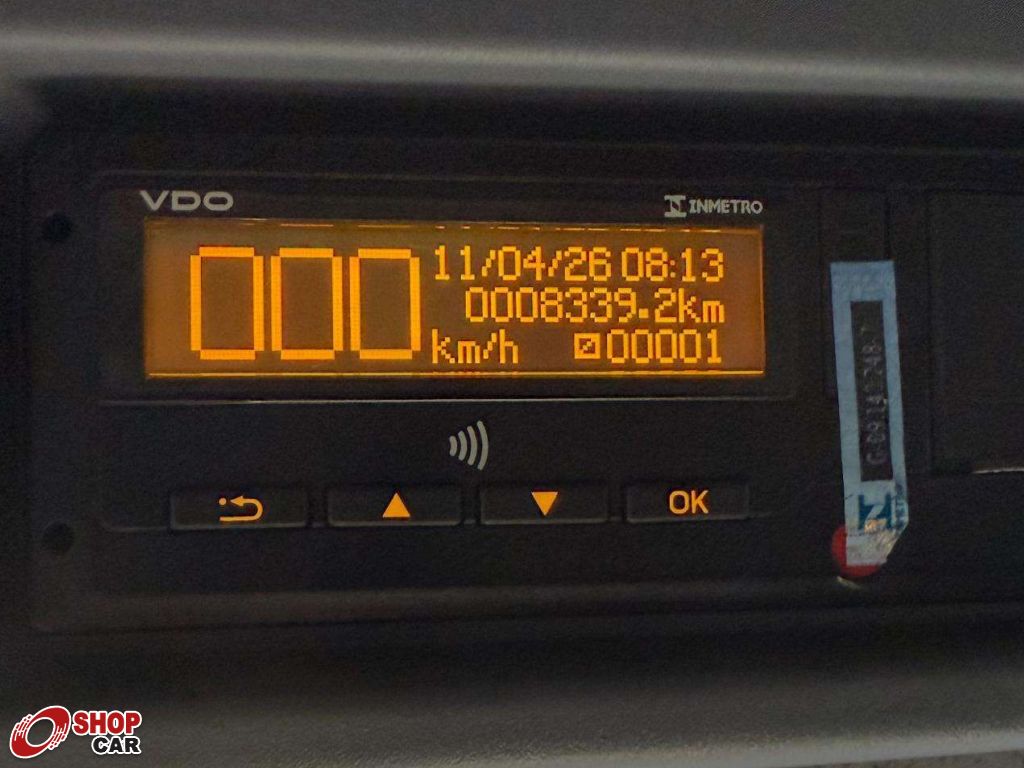 VDO
INMETRO
000
11/04/26 08:13
0008339.2km
km/h
00001
OK
SHOP
CAR